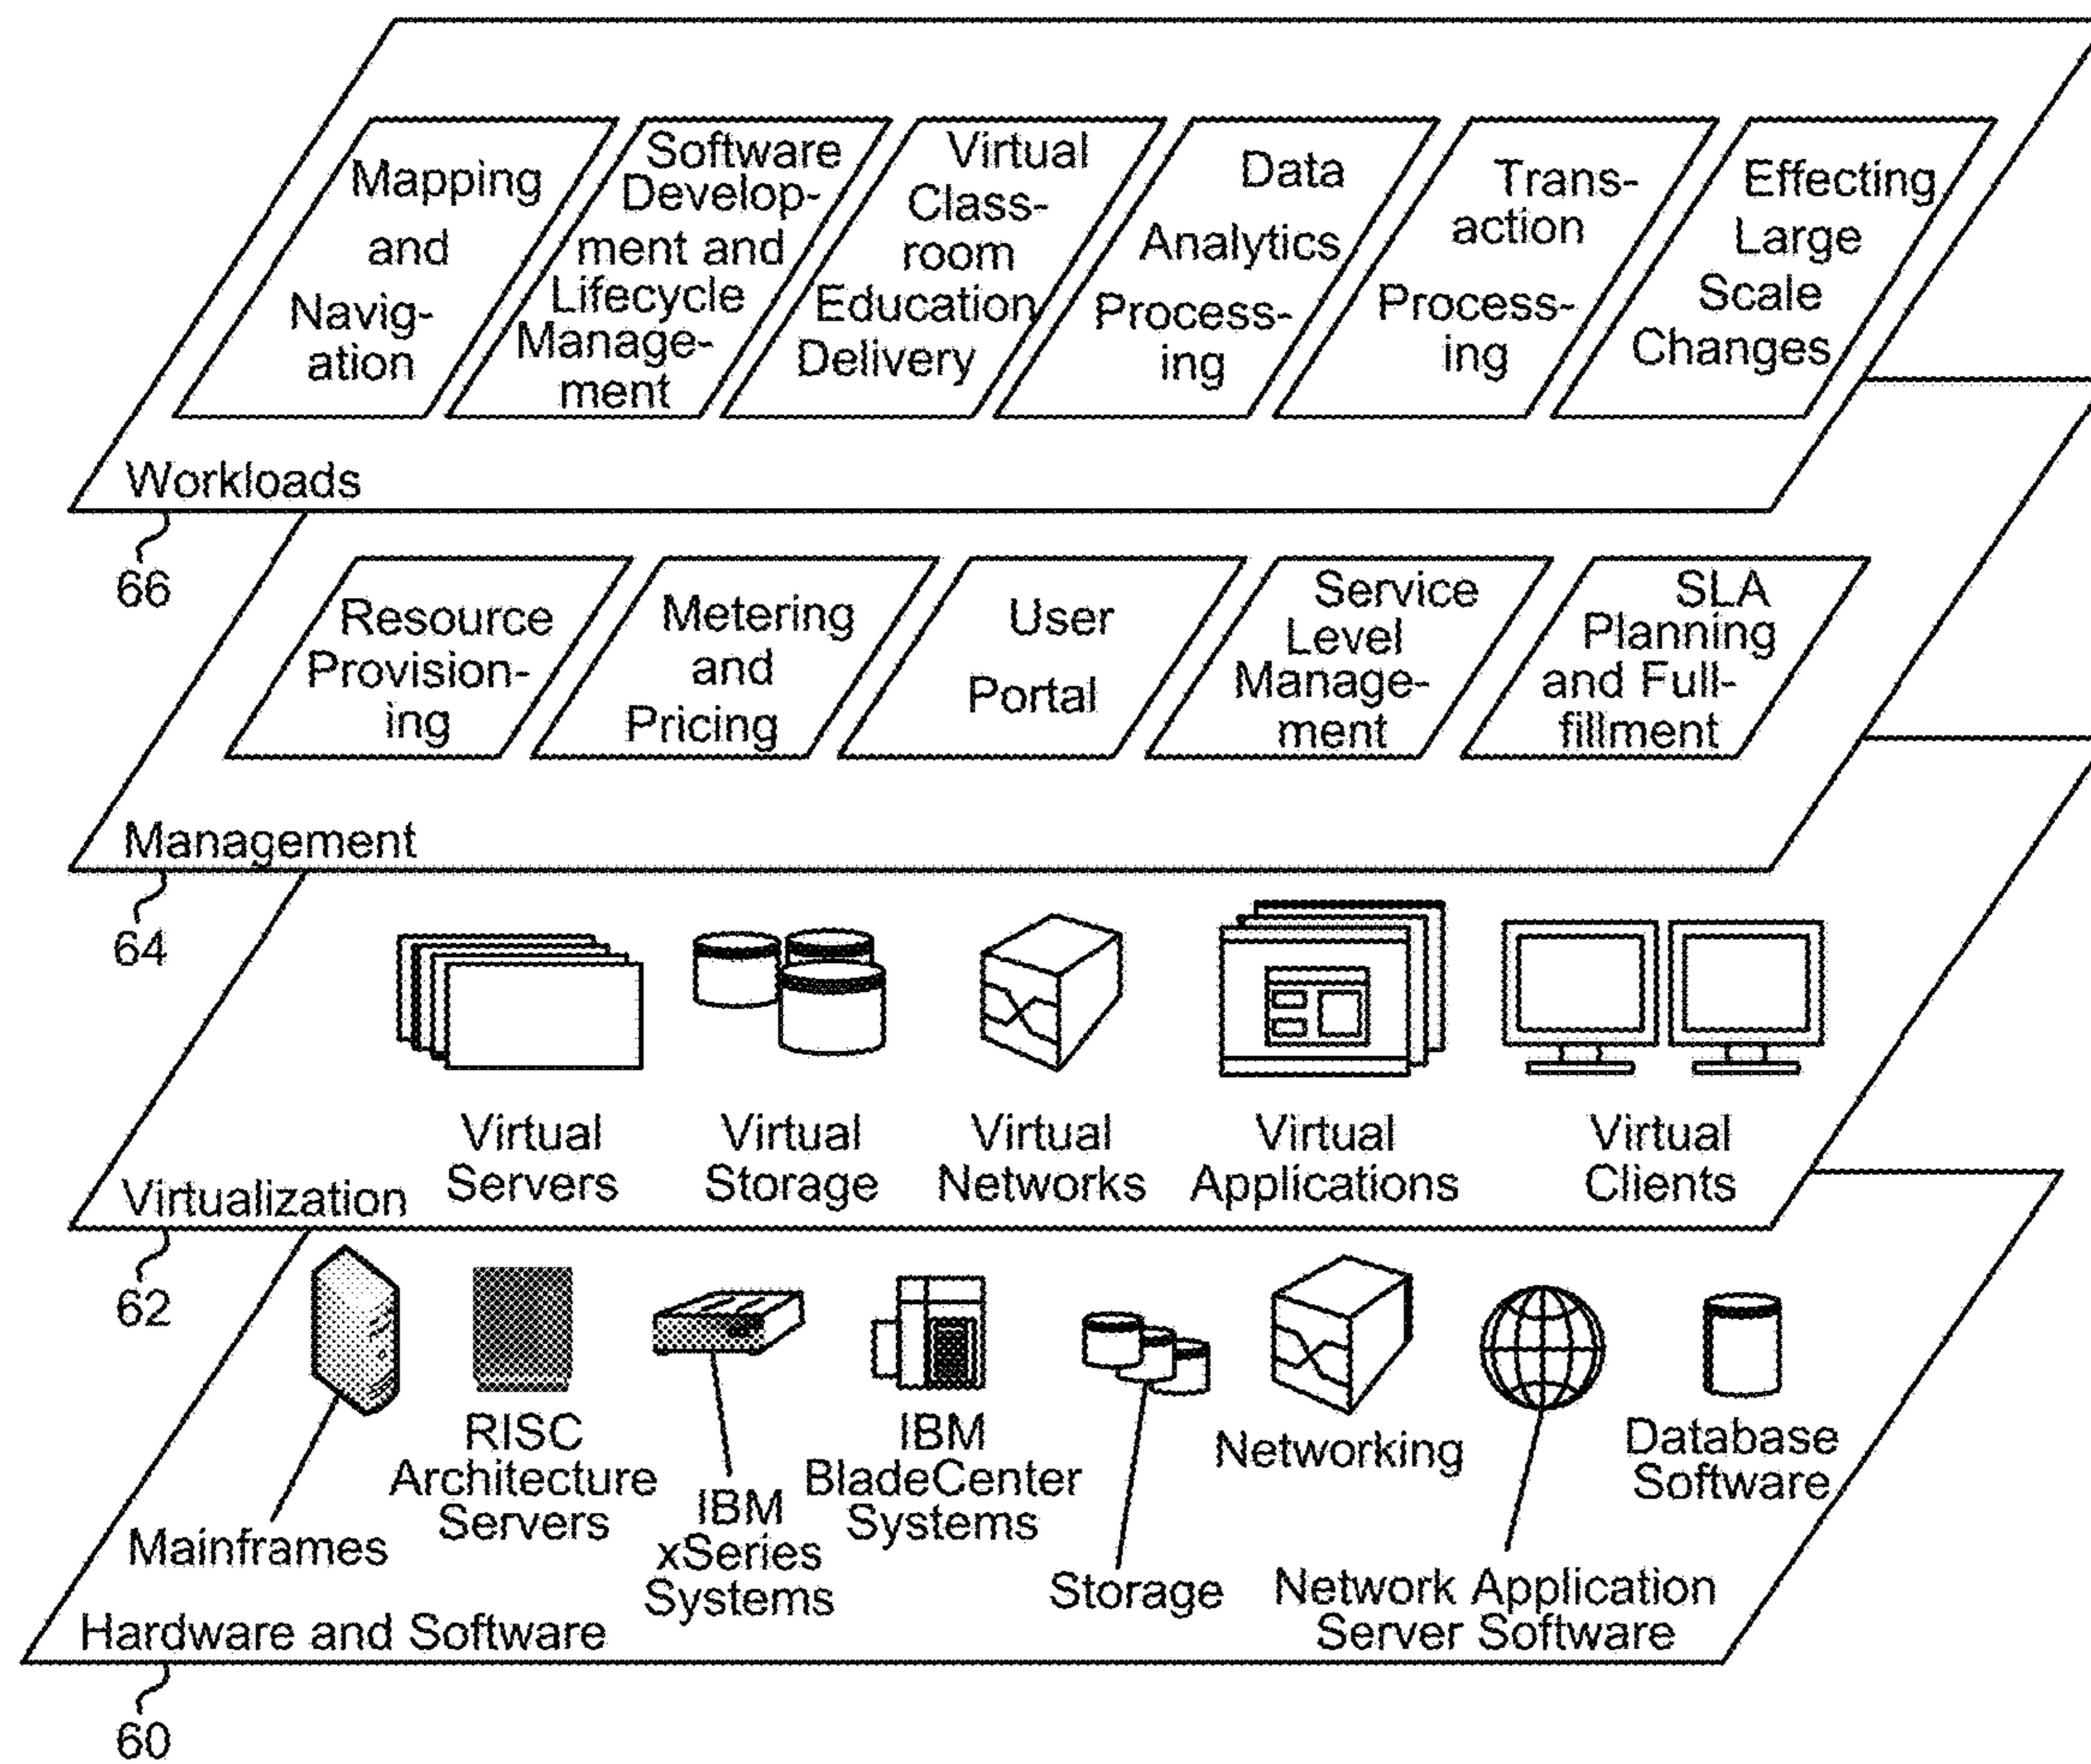 Mapping
and
Navig-
ation
Software
Develop-
ment and
Lifecycle
Manage-
ment
Virtual
Class-
room
Education
Delivery
Data
Analytics
Process-
ing
Trans-
action
Process-
ing
Effecting
Large
Scale
Changes
Workloads
66
Resource
Provision-
ing
Metering
and
Pricing
User
Portal
Service
Level
Manage-
ment
SLA
Planning
and Full-
fillment
Management
64
Virtual
Servers
Virtual
Storage
Virtual
Networks
Virtual
Applications
Virtual
Clients
Virtualization
62
Mainframes
RISC
Architecture
Servers
IBM
xSeries
Systems
IBM
BladeCenter
Systems
Storage
Networking
Network Application
Server Software
Database
Software
Hardware and Software
60